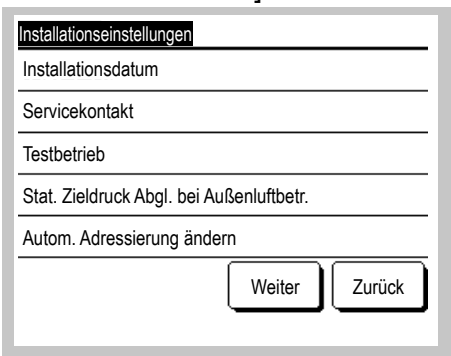 Installationseinstellungen
Installationsdatum
Servicekontakt
Testbetrieb
Stat. Zieldruck Abgl. bei Außenluftbetr.
Autom. Adressierung ändern
Weiter Zurück